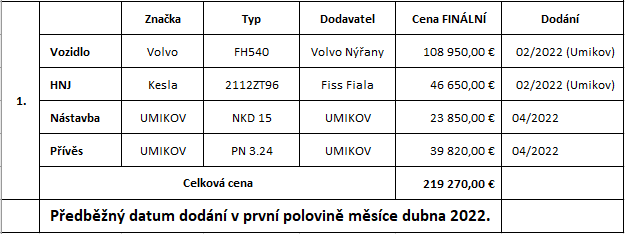 Značka Typ Dodavatel Cena FINÁLNÍ Dodání
Vozidlo Volvo FH540 Volvo Nýřany 108 950,00 € 02/2022 (Umikov)
HNJ Kesla 2112ZT96 Fiss Fiala 46 650,00 € 02/2022 (Umikov)
1.
Nástavba UMIKOV NKD 15 UMIKOV 23 850,00 € 04/2022
Přívěs UMIKOV PN 3.24 UMIKOV 39 820,00 € 04/2022
Celková cena 219 270,00 €
Předběžný datum dodání v první polovině měsíce dubna 2022.